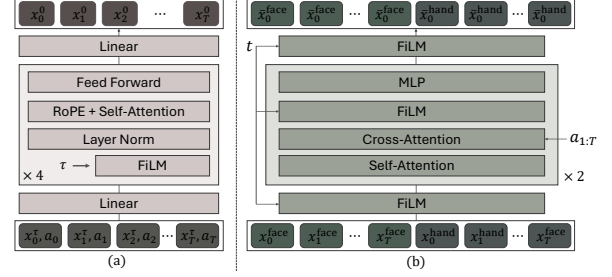 x_0^0 x_1^0 x_2^0 ... x_T^0
Linear
Feed Forward
RoPE + Self-Attention
Layer Norm
τ FiLM
× 4
Linear
x_0^τ, a_0 x_1^τ, a_1 x_2^τ, a_2 ... x_T^τ, a_T
(a)
x̄_0^face x̄_0^face ... x̄_0^face x̄_0^hand x̄_0^hand ... x̄_0^hand
t FiLM
MLP
FiLM
Cross-Attention a_{1:T}
Self-Attention
× 2
FiLM
x_0^face x_1^face ... x_T^face x_0^hand x_1^hand ... x_T^face
(b)